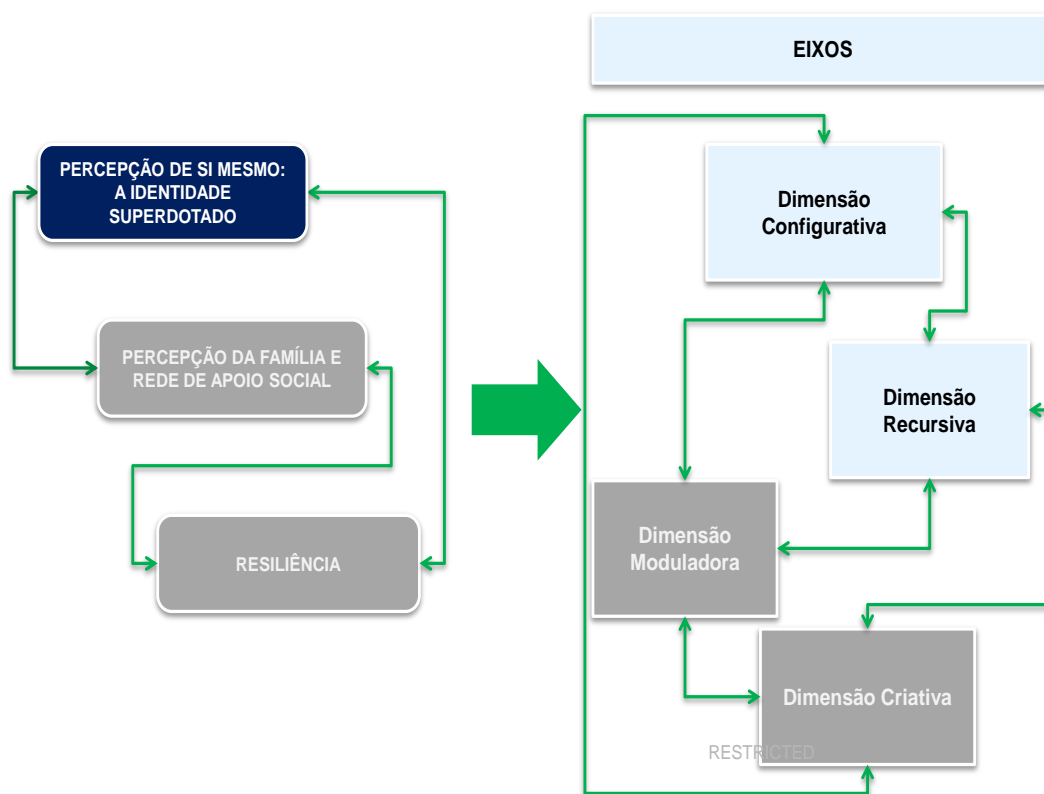 EIXOS
PERCEPÇÃO DE SI MESMO:
A IDENTIDADE
SUPERDOTADO
PERCEPÇÃO DA FAMÍLIA E
REDE DE APOIO SOCIAL
RESILIÊNCIA
Dimensão
Configurativa
Dimensão
Recursiva
Dimensão
Moduladora
Dimensão Criativa
RESTRICTED